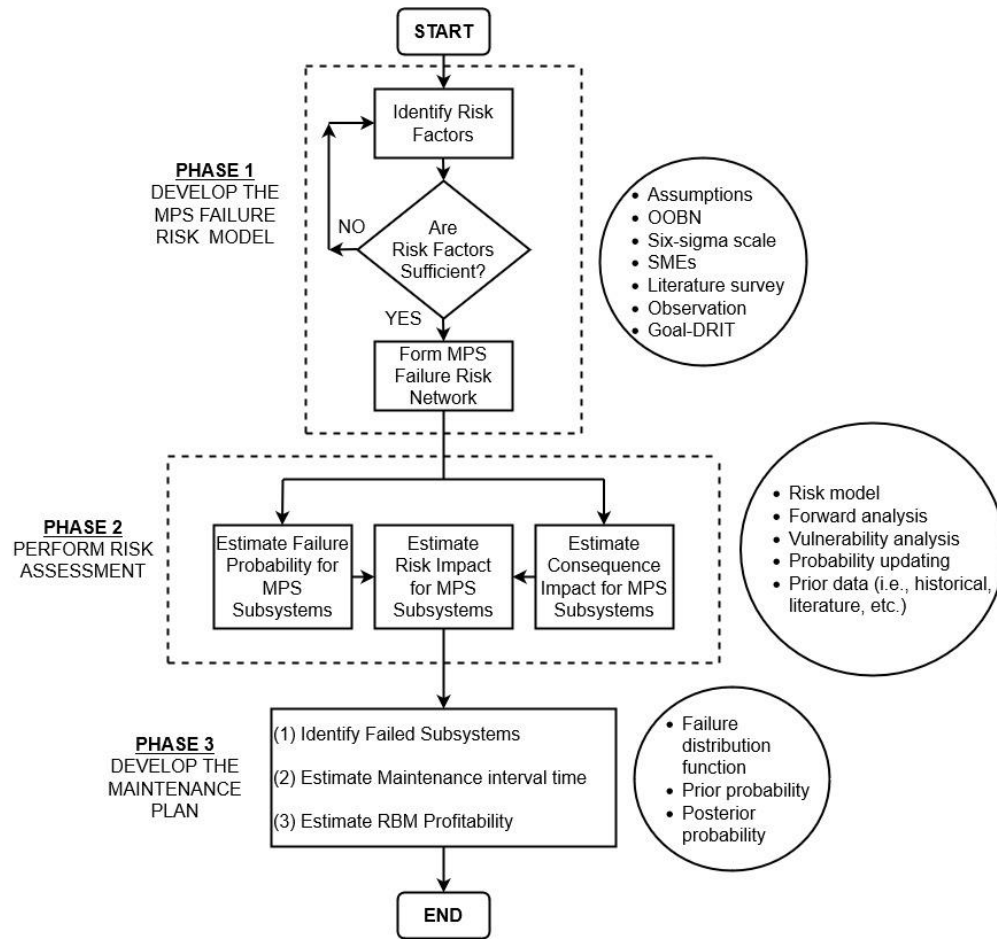 START
Identify Risk
Factors
PHASE 1
DEVELOP THE
MPS FAILURE
RISK MODEL
NO
Are
Risk Factors
Sufficient?
YES
Form MPS
Failure Risk
Network
• Assumptions
• OOBN
• Six-sigma scale
• SMEs
• Literature survey
• Observation
• Goal-DRIT
PHASE 2
PERFORM RISK
ASSESSMENT
Estimate Failure
Probability for
MPS
Subsystems
Estimate
Risk Impact
for MPS
Subsystems
Estimate
Consequence
Impact for MPS
Subsystems
• Risk model
• Forward analysis
• Vulnerability analysis
• Probability updating
• Prior data (i.e., historical,
literature, etc.)
PHASE 3
DEVELOP THE
MAINTENANCE
PLAN
(1) Identify Failed Subsystems
(2) Estimate Maintenance interval time
(3) Estimate RBM Profitability
• Failure
distribution
function
• Prior probability
• Posterior
probability
END